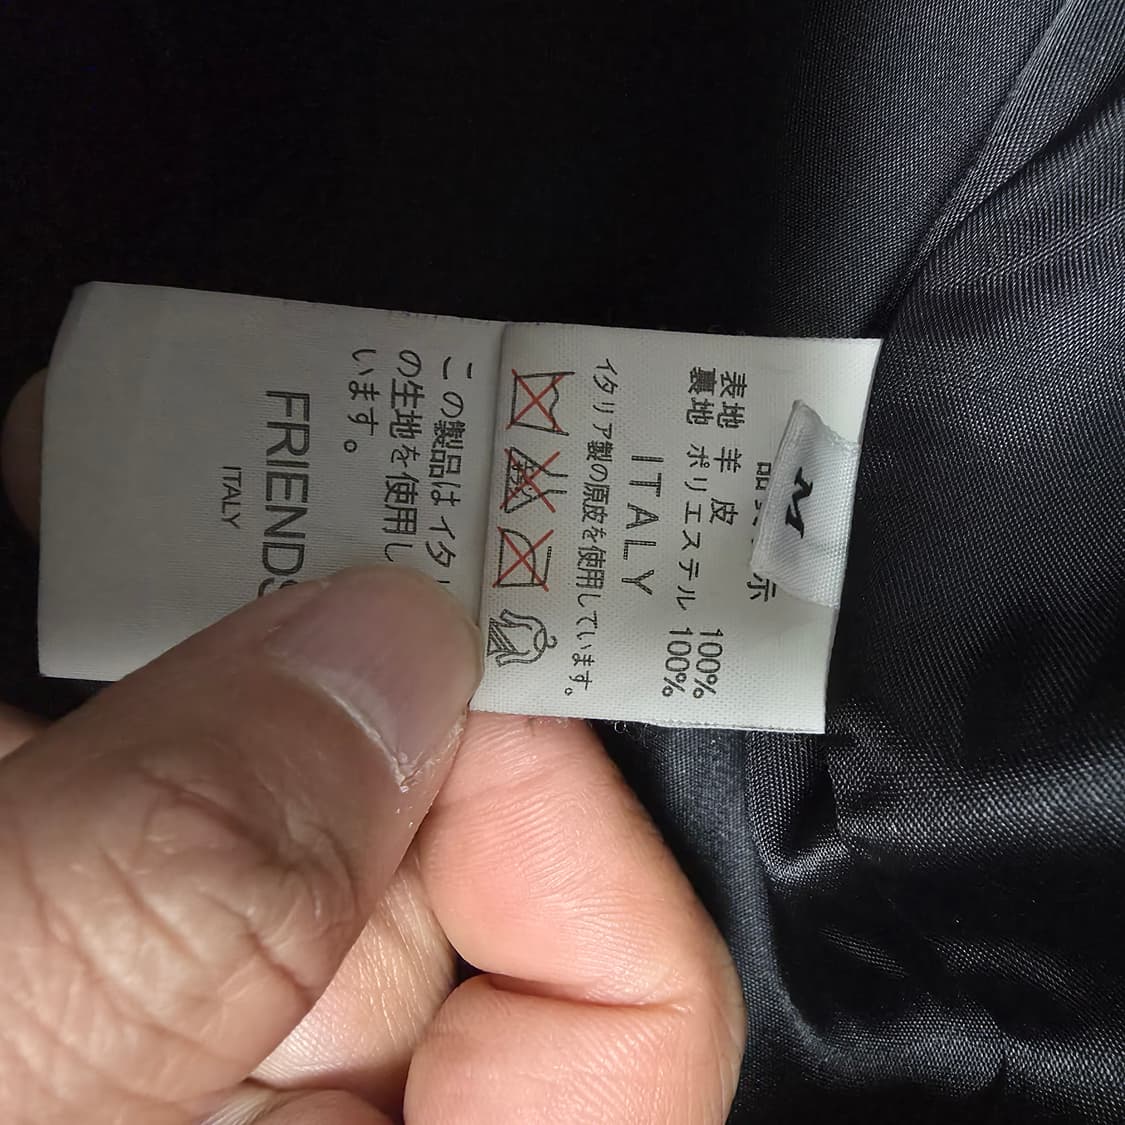 M
表地 羊 皮 100%
裏地 ポリエステル 100%
ITALY
イタリア製の原皮を使用しています。
この製品はイタ
の生地を使用し
います。
FRIENDS
ITALY